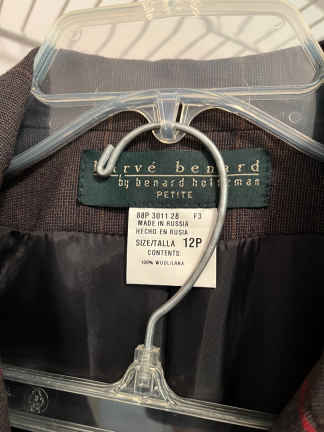 hervé benard
by benard holtzman
PETITE
88P 3011 28 F3
MADE IN RUSSIA
HECHO EN RUSIA
SIZE/TALLA 12P
CONTENTS:
100% WOOL/LANA